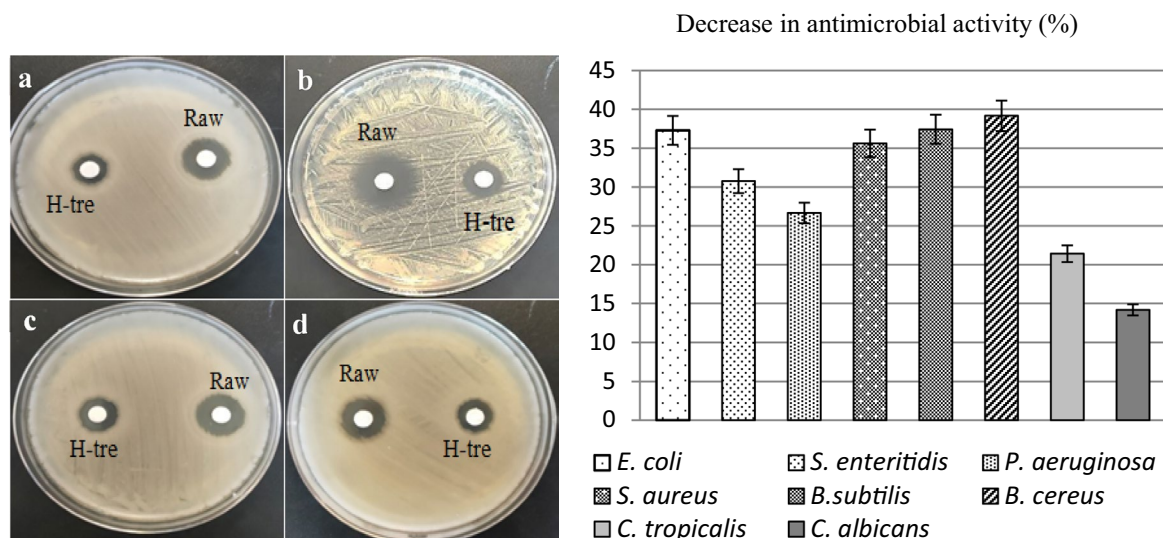 Decrease in antimicrobial activity (%)
a
Raw
H-tre
b
Raw
H-tre
c
Raw
H-tre
d
Raw
H-tre
45
40
35
30
25
20
15
10
5
0
E. coli S. enteritidis P. aeruginosa
S. aureus B.subtilis B. cereus
C. tropicalis C. albicans